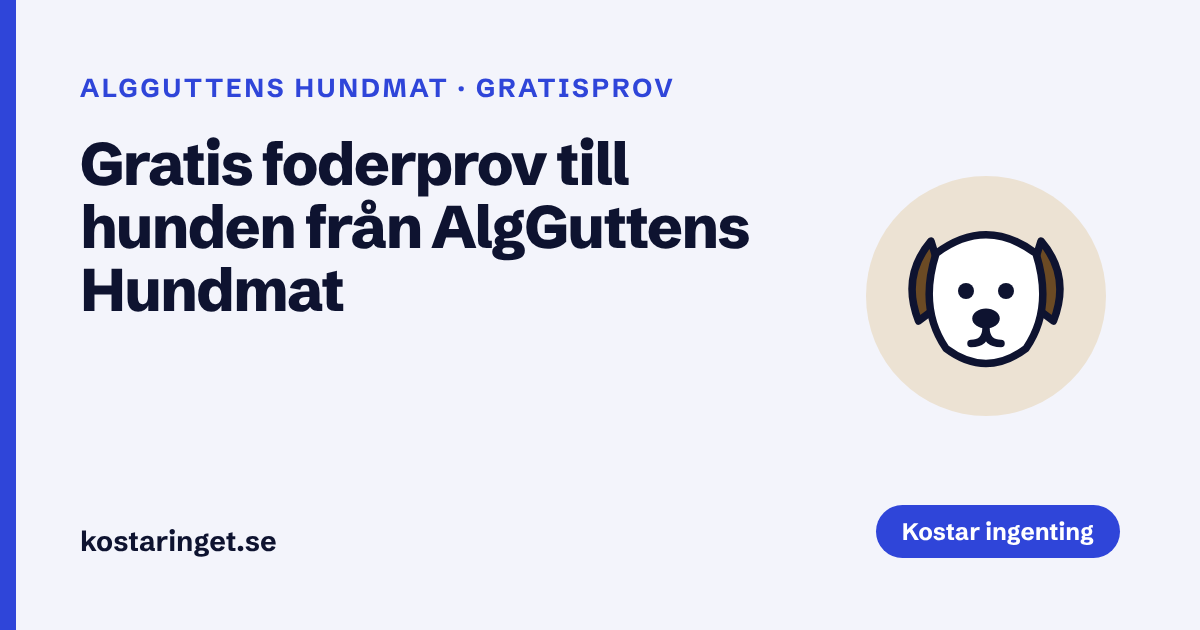 ALGGUTTENS HUNDMAT · GRATISPROV
Gratis foderprov till
hunden från AlgGuttens
Hundmat
kostaringet.se
Kostar ingenting